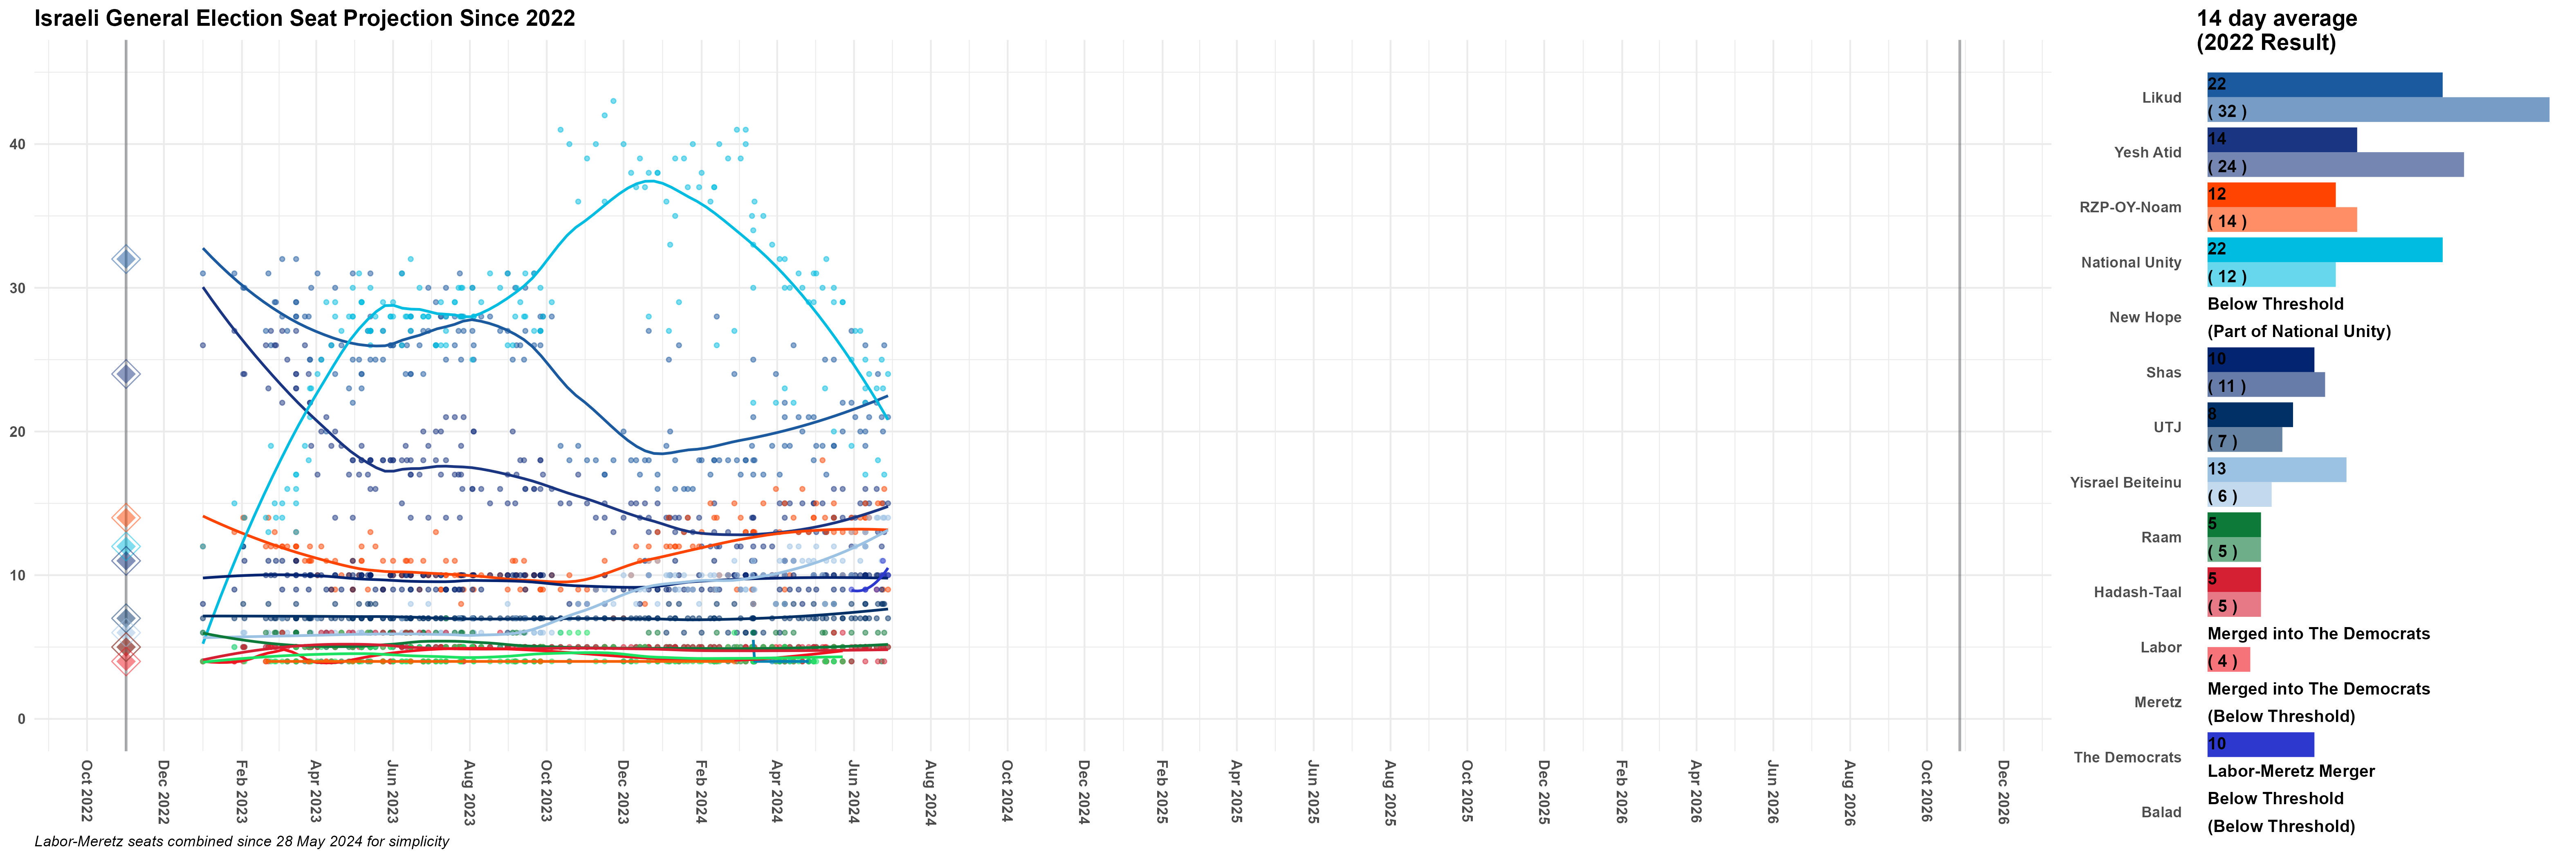 Israeli General Election Seat Projection Since 2022
40
30
20
10
0
Oct 2022
Dec 2022
Feb 2023
Apr 2023
Jun 2023
Aug 2023
Oct 2023
Dec 2023
Feb 2024
Apr 2024
Jun 2024
Aug 2024
Oct 2024
Dec 2024
Feb 2025
Apr 2025
Jun 2025
Aug 2025
Oct 2025
Dec 2025
Feb 2026
Apr 2026
Jun 2026
Aug 2026
Oct 2026
Dec 2026
Labor-Meretz seats combined since 28 May 2024 for simplicity
14 day average
(2022 Result)
Likud
22
( 32 )
Yesh Atid
14
( 24 )
RZP-OY-Noam
12
( 14 )
National Unity
22
( 12 )
New Hope
Below Threshold
(Part of National Unity)
Shas
10
( 11 )
UTJ
8
( 7 )
Yisrael Beiteinu
13
( 6 )
Raam
5
( 5 )
Hadash-Taal
5
( 5 )
Labor
Merged into The Democrats
( 4 )
Meretz
Merged into The Democrats
(Below Threshold)
The Democrats
10
Labor-Meretz Merger
Balad
Below Threshold
(Below Threshold)